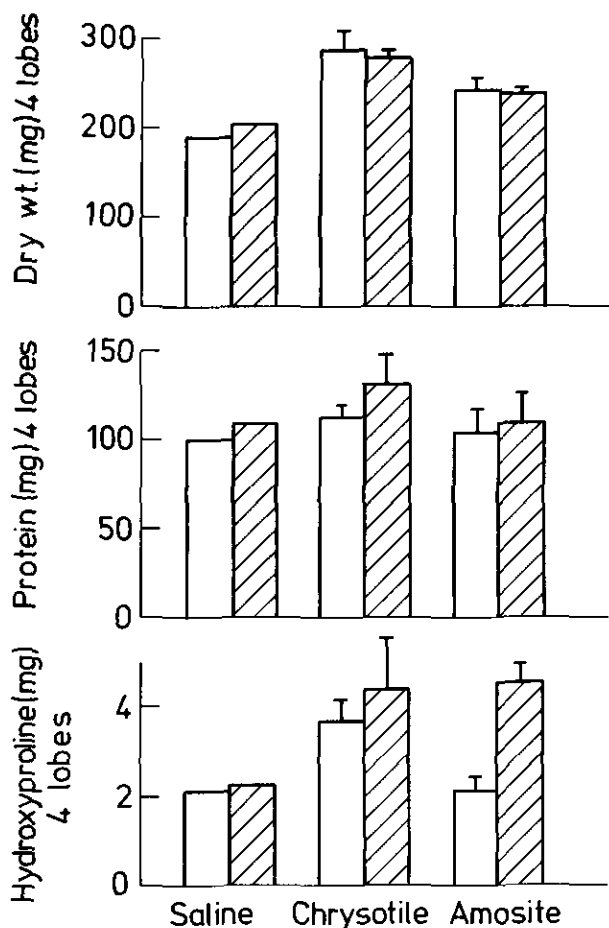 Dry wt.(mg)4 lobes
300
200
100
0
Protein (mg)4 lobes
150
100
50
0
Hydroxyproline(mg)
4 lobes
4
2
0
Saline Chrysotile Amosite